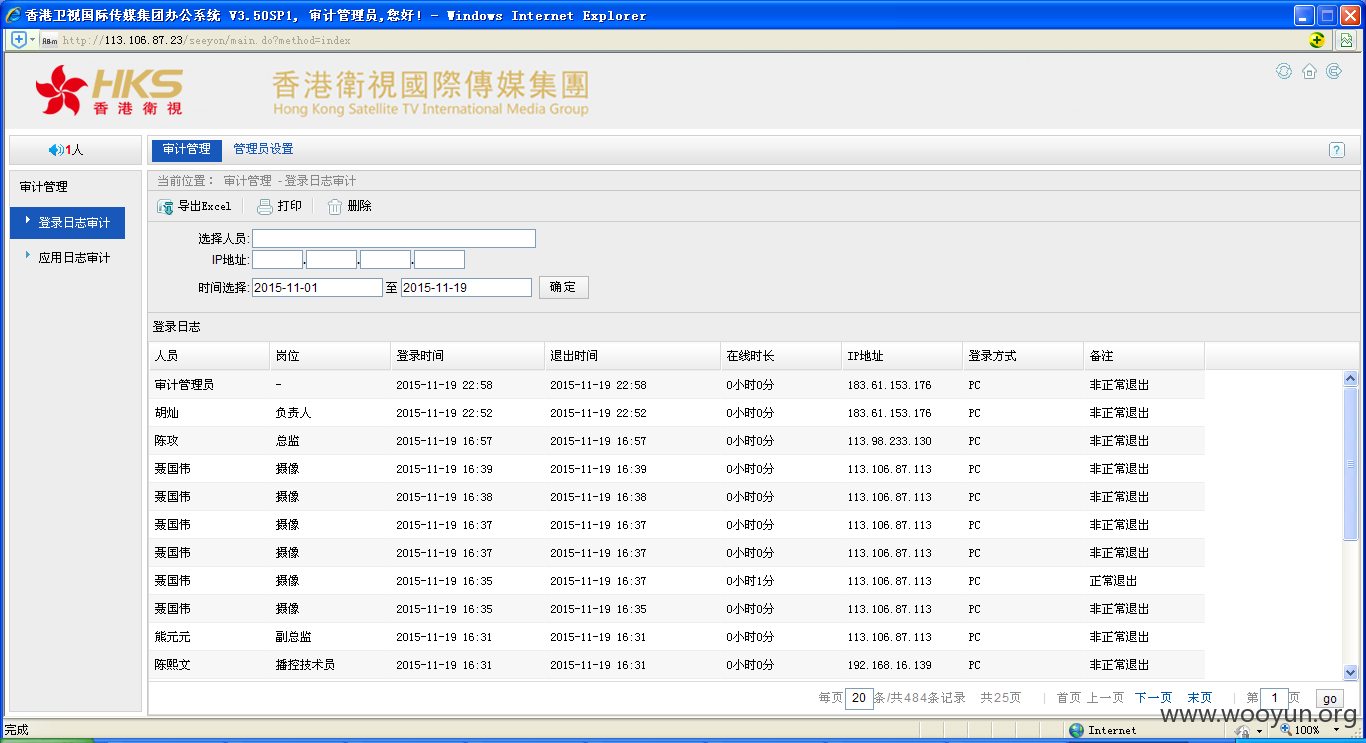 香港卫视国际传媒集团办公系统 V3.50SP1, 审计管理员,您好! - Windows Internet Explorer
http://113.106.87.23/seeyon/main.do?method=index
HKS
香港衛視
香港衛視國際傳媒集團
Hong Kong Satellite TV International Media Group
1人
审计管理 管理员设置 ?
审计管理
登录日志审计
应用日志审计
当前位置: 审计管理 - 登录日志审计
导出Excel 打印 删除
选择人员:
IP地址: . . .
时间选择: 2015-11-01 至 2015-11-19 确定
登录日志
人员 岗位 登录时间 退出时间 在线时长 IP地址 登录方式 备注
审计管理员 - 2015-11-19 22:58 2015-11-19 22:58 0小时0分 183.61.153.176 PC 非正常退出
胡灿 负责人 2015-11-19 22:52 2015-11-19 22:52 0小时0分 183.61.153.176 PC 非正常退出
陈玫 总监 2015-11-19 16:57 2015-11-19 16:57 0小时0分 113.98.233.130 PC 非正常退出
聂国伟 摄像 2015-11-19 16:39 2015-11-19 16:39 0小时0分 113.106.87.113 PC 非正常退出
聂国伟 摄像 2015-11-19 16:38 2015-11-19 16:38 0小时0分 113.106.87.113 PC 非正常退出
聂国伟 摄像 2015-11-19 16:37 2015-11-19 16:37 0小时0分 113.106.87.113 PC 非正常退出
聂国伟 摄像 2015-11-19 16:37 2015-11-19 16:37 0小时0分 113.106.87.113 PC 非正常退出
聂国伟 摄像 2015-11-19 16:35 2015-11-19 16:37 0小时1分 113.106.87.113 PC 正常退出
聂国伟 摄像 2015-11-19 16:35 2015-11-19 16:35 0小时0分 113.106.87.113 PC 非正常退出
熊元元 副总监 2015-11-19 16:31 2015-11-19 16:31 0小时0分 113.106.87.113 PC 非正常退出
陈熙文 播控技术员 2015-11-19 16:31 2015-11-19 16:31 0小时0分 192.168.16.139 PC 非正常退出
每页 20 条/共484条记录 共25页 首页 上一页 下一页 末页 第 1 页 go
www.wooyun.org
完成 Internet 100%